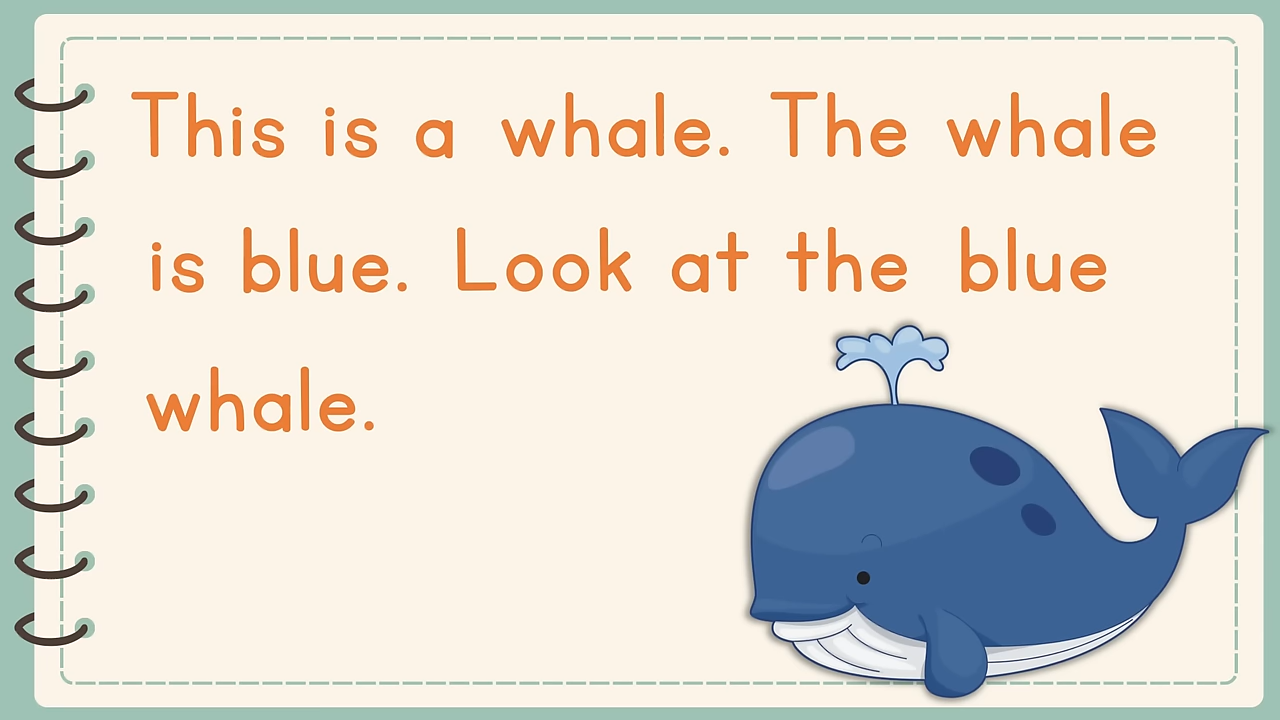 This is a whale. The whale
is blue. Look at the blue
whale.